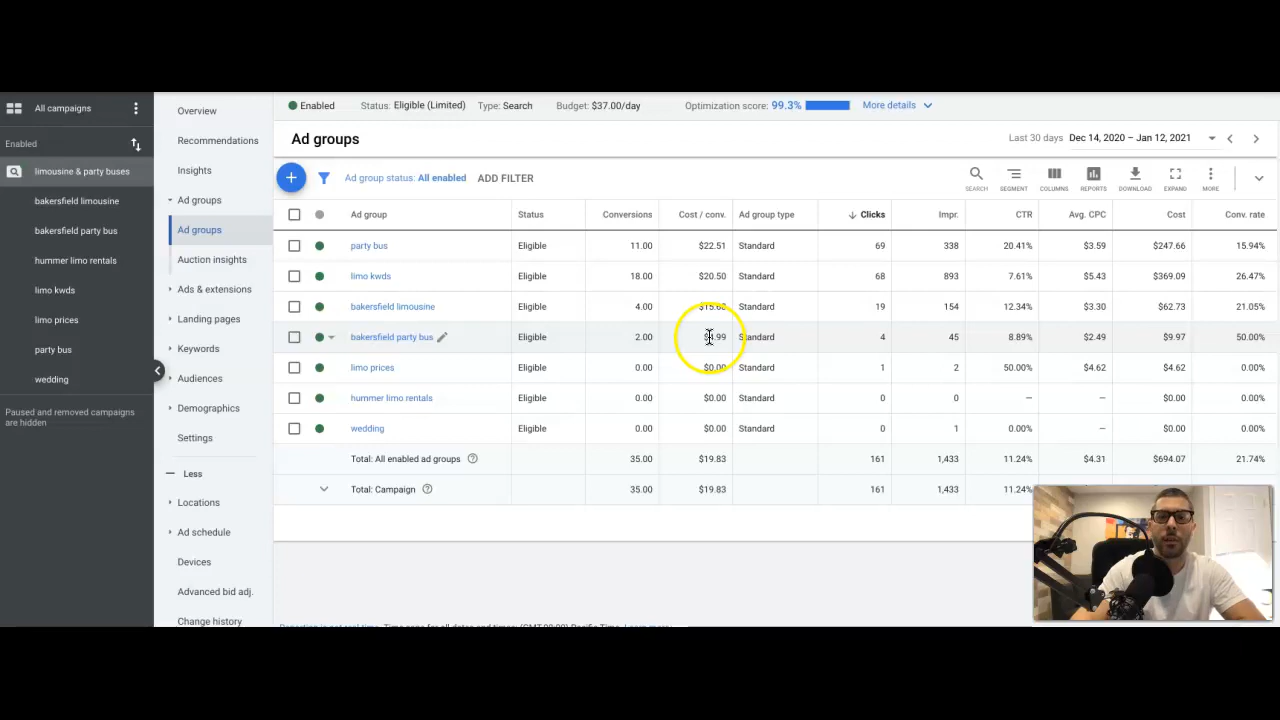 All campaigns
Enabled
limousine & party buses
bakersfield limousine
bakersfield party bus
hummer limo rentals
limo kwds
limo prices
party bus
wedding
Paused and removed campaigns
are hidden
Overview
Recommendations
Insights
Ad groups
Ad groups
Auction insights
Ads & extensions
Landing pages
Keywords
Audiences
Demographics
Settings
Less
Locations
Ad schedule
Devices
Advanced bid adj.
Change history
Enabled Status: Eligible (Limited) Type: Search Budget: $37.00/day Optimization score: 99.3% More details
Ad groups Last 30 days Dec 14, 2020 – Jan 12, 2021
Ad group status: All enabled ADD FILTER SEARCH SEGMENT COLUMNS REPORTS DOWNLOAD EXPAND MORE
Ad group Status Conversions Cost / conv. Ad group type Clicks Impr. CTR Avg. CPC Cost Conv. rate
party bus Eligible 11.00 $22.51 Standard 69 338 20.41% $3.59 $247.66 15.94%
limo kwds Eligible 18.00 $20.50 Standard 68 893 7.61% $5.43 $369.09 26.47%
bakersfield limousine Eligible 4.00 Standard 19 154 12.34% $3.30 $62.73 21.05%
bakersfield party bus Eligible 2.00 Standard 4 45 8.89% $2.49 $9.97 50.00%
limo prices Eligible 0.00 $0.00 Standard 1 2 50.00% $4.62 $4.62 0.00%
hummer limo rentals Eligible 0.00 $0.00 Standard 0 0 — — $0.00 0.00%
wedding Eligible 0.00 $0.00 Standard 0 1 0.00% — $0.00 0.00%
Total: All enabled ad groups 35.00 $19.83 161 1,433 11.24% $4.31 $694.07 21.74%
Total: Campaign 35.00 $19.83 161 1,433 11.24%